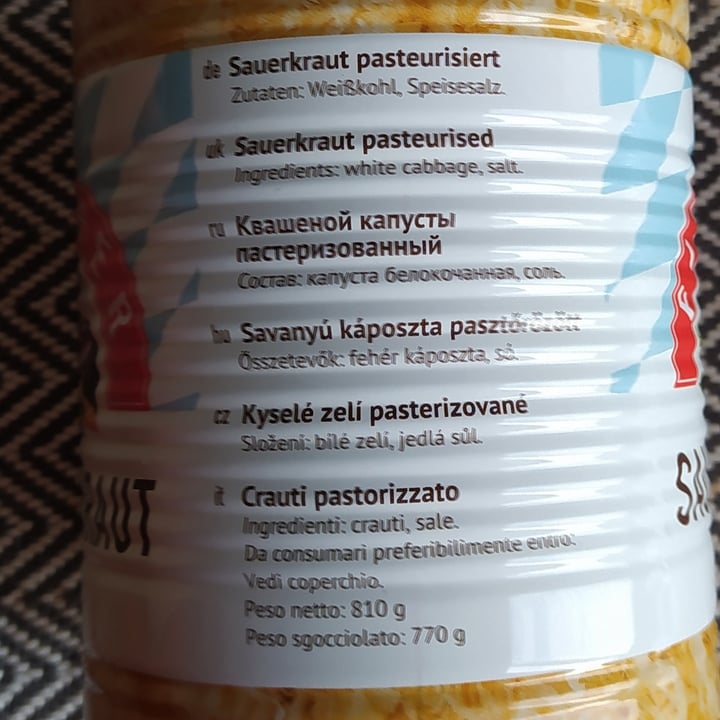 de Sauerkraut pasteurisiert
Zutaten: Weißkohl, Speisesalz.
uk Sauerkraut pasteurised
Ingredients: white cabbage, salt.
ru Квашеной капусты
пастеризованный
Состав: капуста белокочанная, соль.
hu Savanyú káposzta pasztőrözött
Összetevők: fehér káposzta, só.
cz Kyselé zelí pasterizované
Složení: bílé zelí, jedlá sůl.
it Crauti pastorizzato
Ingredienti: crauti, sale.
Da consumari preferibilimente entro:
Vedi coperchio.
Peso netto: 810 g
Peso sgocciolato: 770 g